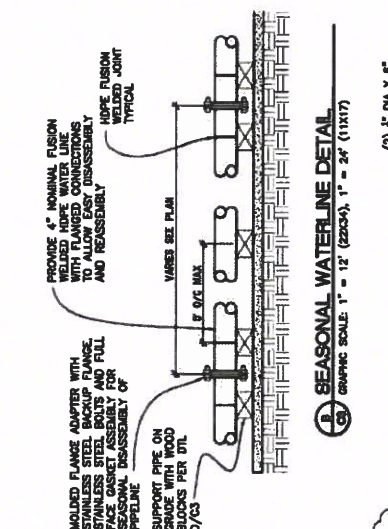 PROVIDE 4" NOMINAL FUSION
WELDED HDPE WATER LINE
WITH FLANGED CONNECTIONS
TO ALLOW EASY DISASSEMBLY
AND REASSEMBLY
HDPE FUSION
WELDED JOINT
TYPICAL
MOLDED FLANGE ADAPTER WITH
STAINLESS STEEL BACKUP FLANGE,
STAINLESS STEEL BOLTS AND FULL
FACE GASKET ASSEMBLY FOR
SEASONAL DISASSEMBLY OF
PIPELINE
VARIES SEE PLAN
O/C MAX
SUPPORT PIPE ON
GRADE WITH WOOD
BLOCKS PER DTL
/C3
SEASONAL WATERLINE DETAIL
GRAPHIC SCALE: 1" = 12' (22X34), 1" = 24' (11X17)